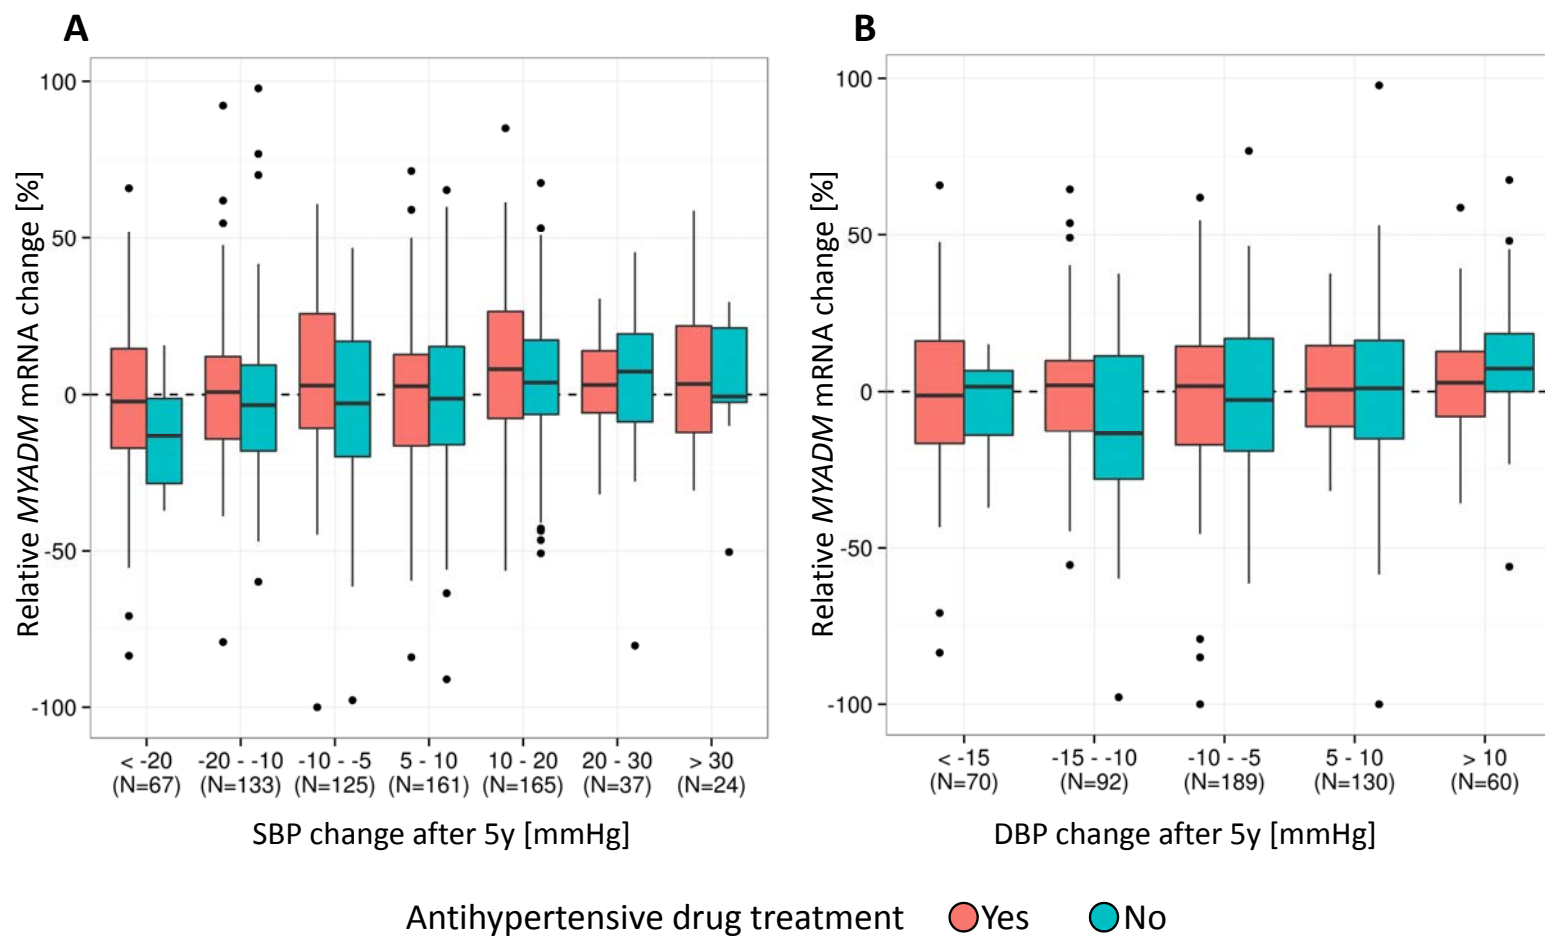 A
B
Relative MYADM mRNA change [%]
100
50
0
-50
-100
< -20 -20 - -10 -10 - -5 5 - 10 10 - 20 20 - 30 > 30
(N=67) (N=133) (N=125) (N=161) (N=165) (N=37) (N=24)
SBP change after 5y [mmHg]
Relative MYADM mRNA change [%]
100
50
0
-50
-100
< -15 -15 - -10 -10 - -5 5 - 10 > 10
(N=70) (N=92) (N=189) (N=130) (N=60)
DBP change after 5y [mmHg]
Antihypertensive drug treatment Yes No